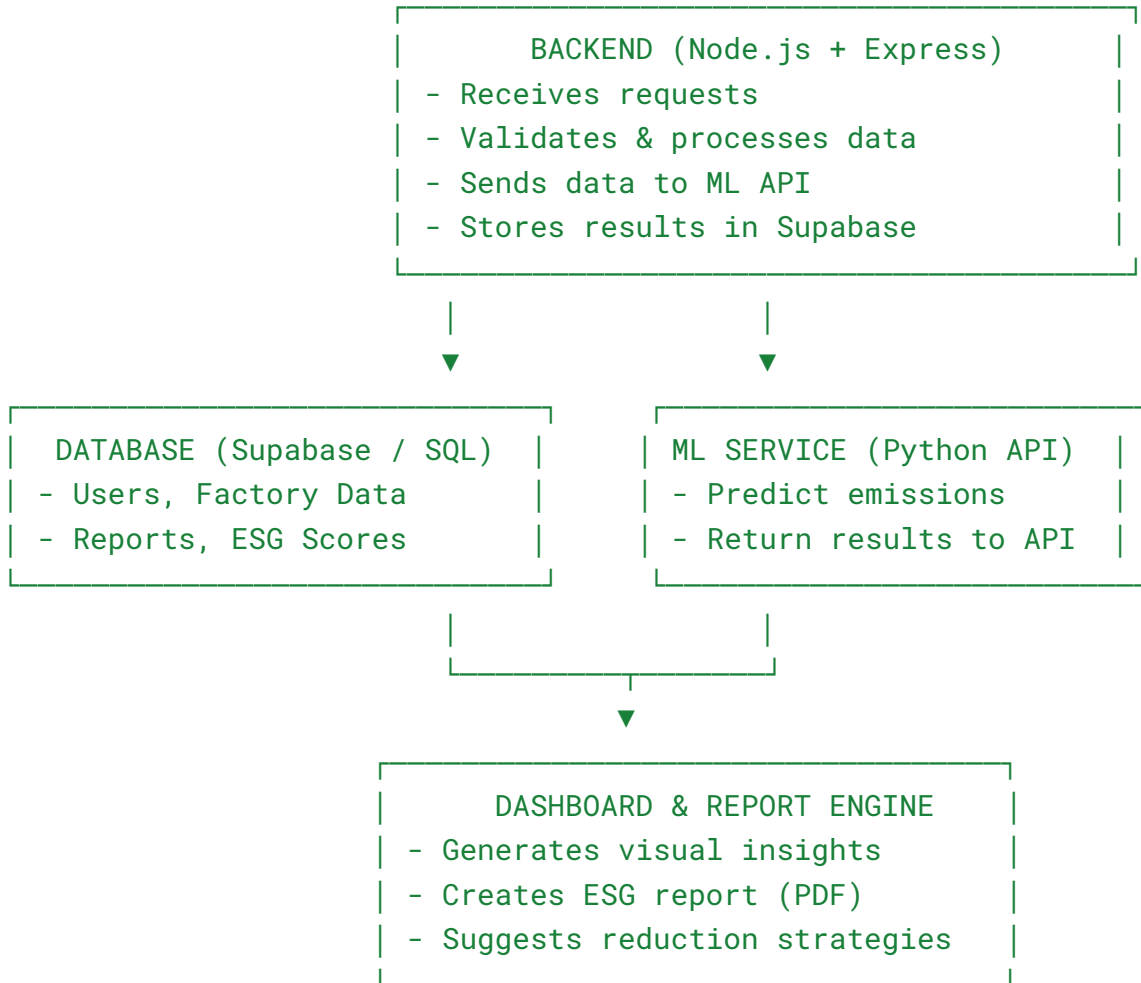 BACKEND (Node.js + Express)
- Receives requests
- Validates & processes data
- Sends data to ML API
- Stores results in Supabase
DATABASE (Supabase / SQL)
- Users, Factory Data
- Reports, ESG Scores
ML SERVICE (Python API)
- Predict emissions
- Return results to API
DASHBOARD & REPORT ENGINE
- Generates visual insights
- Creates ESG report (PDF)
- Suggests reduction strategies